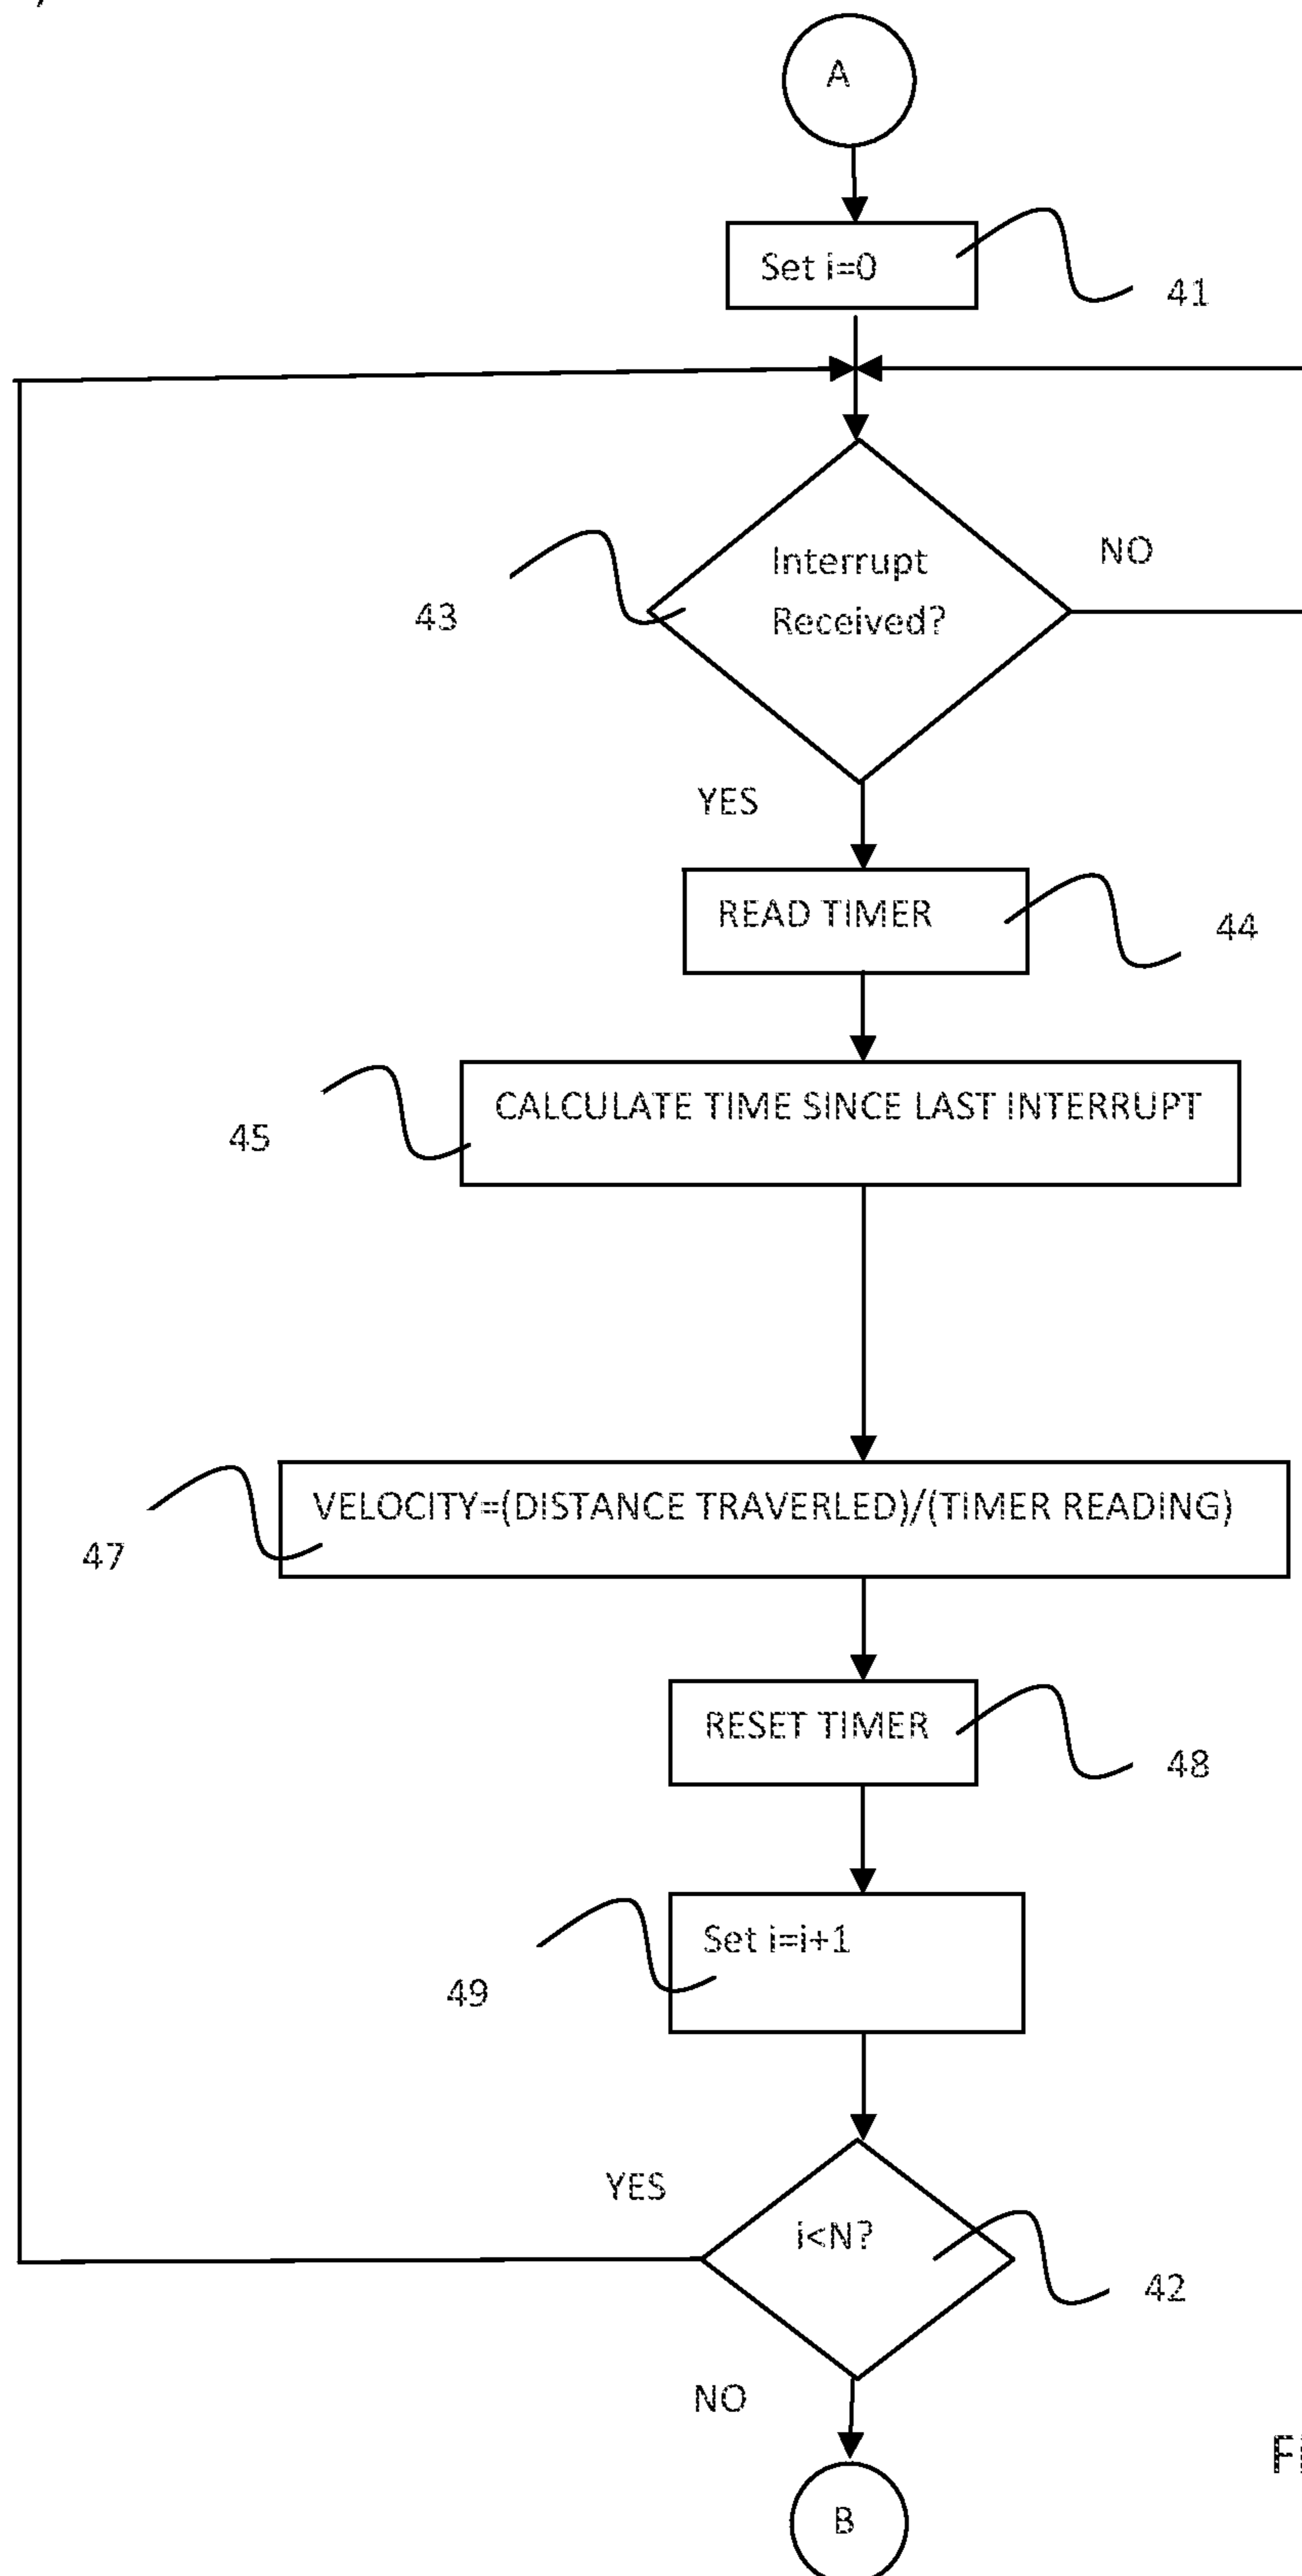 A
Set i=0
41
Interrupt
Received?
NO
43
YES
READ TIMER
44
CALCULATE TIME SINCE LAST INTERRUPT
45
VELOCITY=(DISTANCE TRAVERLED)/(TIMER READING)
47
RESET TIMER
48
Set i=i+1
49
YES
i<N?
42
NO
B